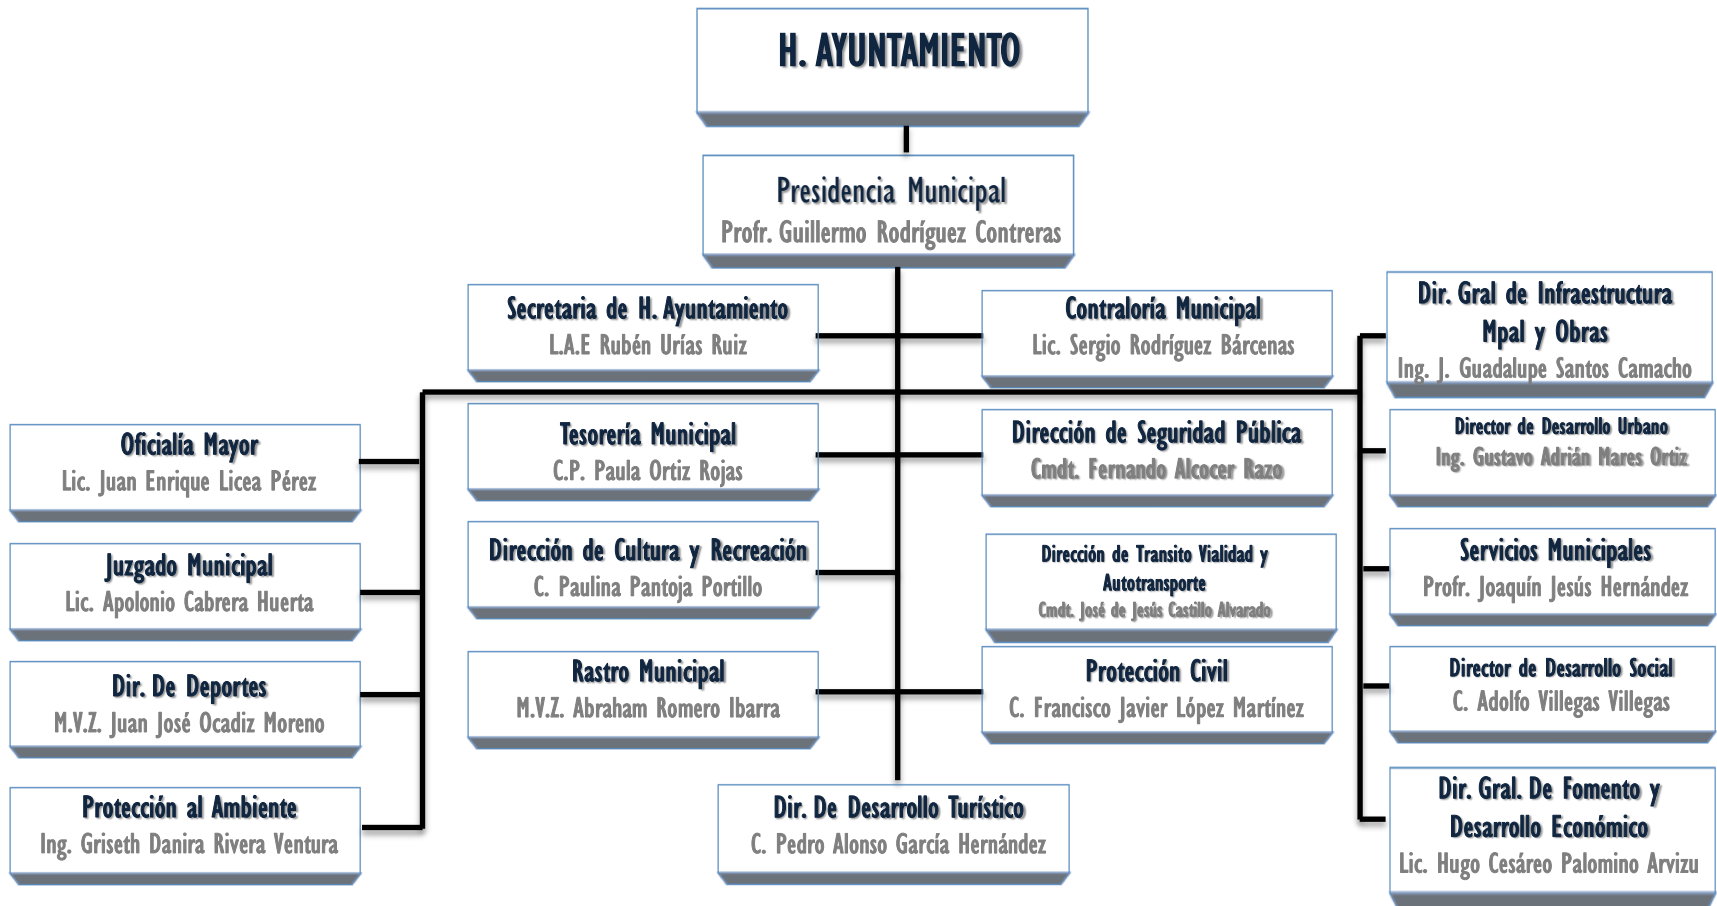 H. AYUNTAMIENTO
Presidencia Municipal
Profr. Guillermo Rodríguez Contreras
Secretaria de H. Ayuntamiento
L.A.E Rubén Urías Ruiz
Contraloría Municipal
Lic. Sergio Rodríguez Bárcenas
Dir. Gral de Infraestructura
Mpal y Obras
Ing. J. Guadalupe Santos Camacho
Oficialía Mayor
Lic. Juan Enrique Licea Pérez
Tesorería Municipal
C.P. Paula Ortiz Rojas
Dirección de Seguridad Pública
Cmdt. Fernando Alcocer Razo
Director de Desarrollo Urbano
Ing. Gustavo Adrián Mares Ortiz
Juzgado Municipal
Lic. Apolonio Cabrera Huerta
Dirección de Cultura y Recreación
C. Paulina Pantoja Portillo
Dirección de Transito Vialidad y
Autotransporte
Cmdt. José de Jesús Castillo Alvarado
Servicios Municipales
Profr. Joaquín Jesús Hernández
Dir. De Deportes
M.V.Z. Juan José Ocadiz Moreno
Rastro Municipal
M.V.Z. Abraham Romero Ibarra
Protección Civil
C. Francisco Javier López Martínez
Director de Desarrollo Social
C. Adolfo Villegas Villegas
Protección al Ambiente
Ing. Griseth Danira Rivera Ventura
Dir. De Desarrollo Turístico
C. Pedro Alonso García Hernández
Dir. Gral. De Fomento y
Desarrollo Económico
Lic. Hugo Cesáreo Palomino Arvizu